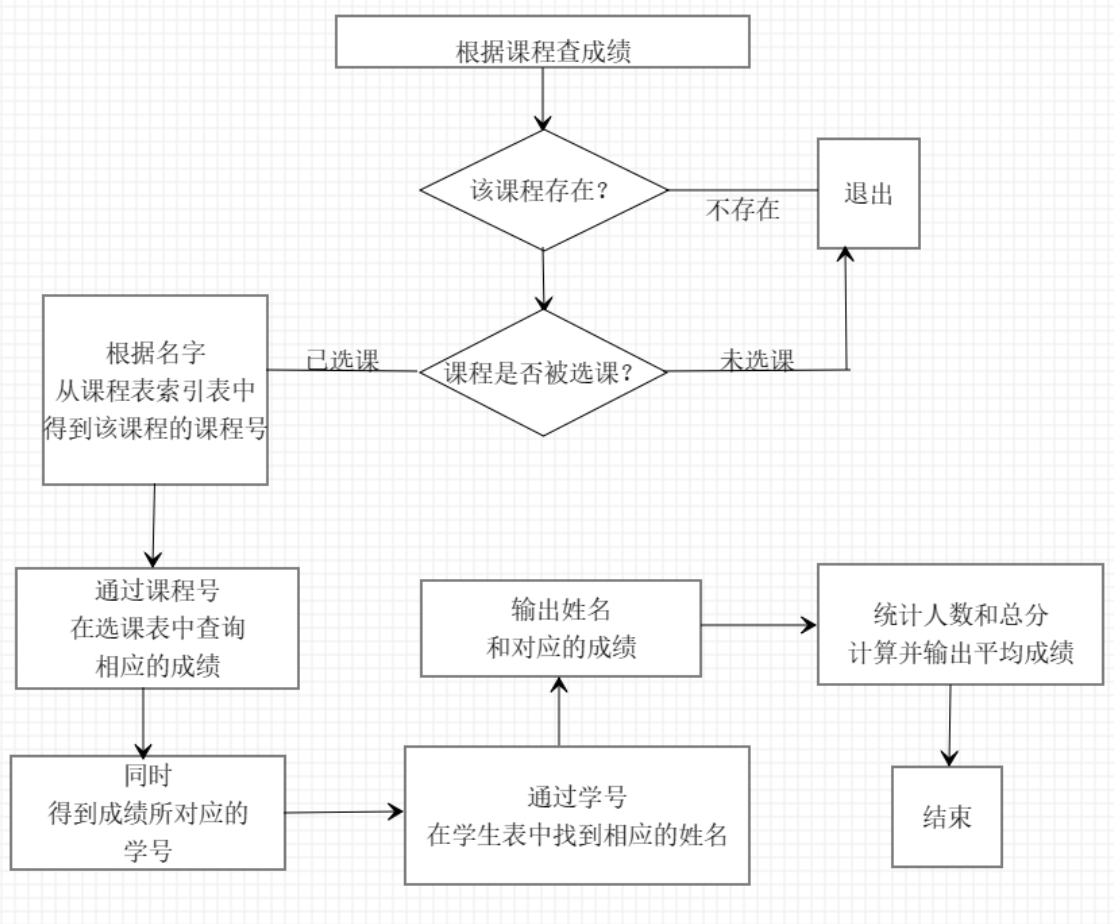 根据课程查成绩
该课程存在？
不存在
退出
课程是否被选课？
已选课
未选课
根据名字
从课程表索引表中
得到该课程的课程号
通过课程号
在选课表中查询
相应的成绩
同时
得到成绩所对应的
学号
通过学号
在学生表中找到相应的姓名
输出姓名
和对应的成绩
统计人数和总分
计算并输出平均成绩
结束